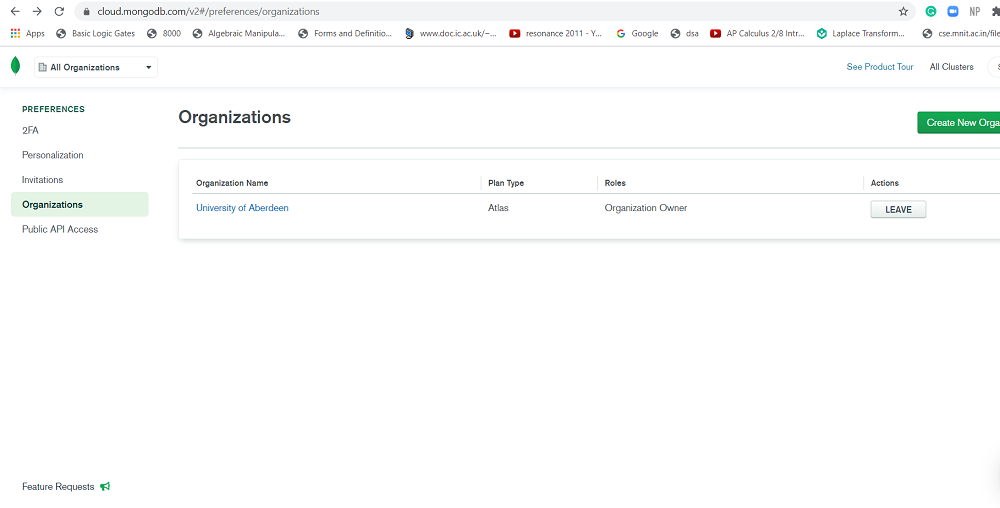 cloud.mongodb.com/v2#/preferences/organizations
NP
Apps Basic Logic Gates 8000 Algebraic Manipula... Forms and Definitio... www.doc.ic.ac.uk/~... resonance 2011 - Y... Google dsa AP Calculus 2/8 Intr... Laplace Transform... cse.mnit.ac.in/file
All Organizations See Product Tour All Clusters S
PREFERENCES
2FA
Personalization
Invitations
Organizations
Public API Access
Organizations
Create New Orga
Organization Name Plan Type Roles Actions
University of Aberdeen Atlas Organization Owner LEAVE
Feature Requests